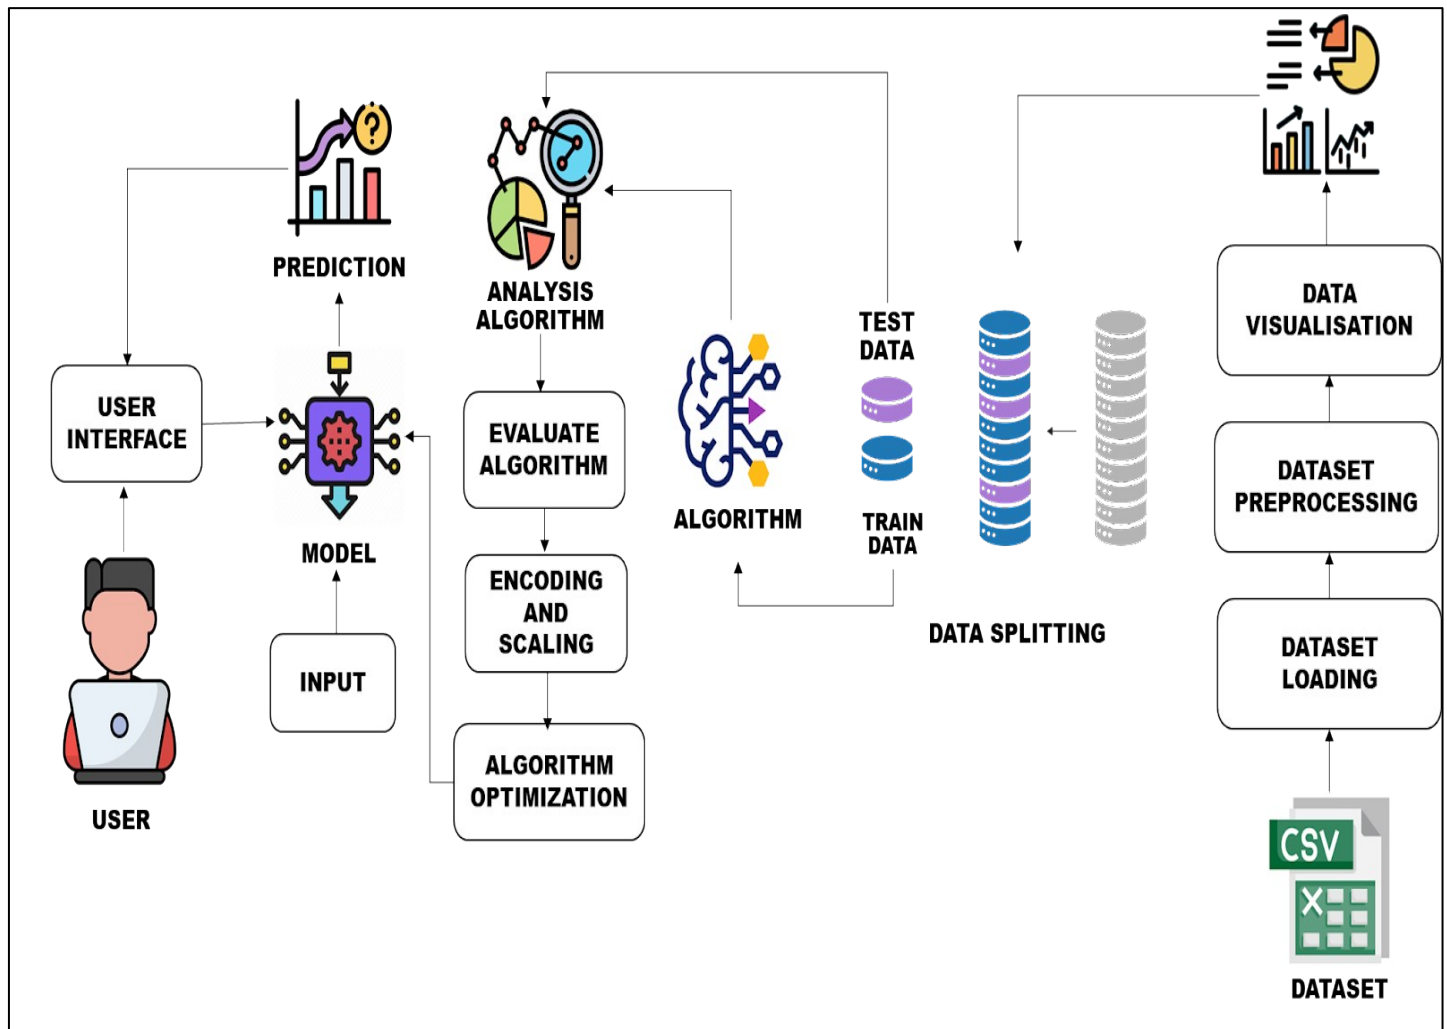 PREDICTION
ANALYSIS
ALGORITHM
USER
INTERFACE
MODEL
INPUT
USER
EVALUATE
ALGORITHM
ENCODING
AND
SCALING
ALGORITHM
OPTIMIZATION
ALGORITHM
TEST
DATA
TRAIN
DATA
DATA SPLITTING
?
DATA
VISUALISATION
DATASET
PREPROCESSING
DATASET
LOADING
CSV
X
DATASET